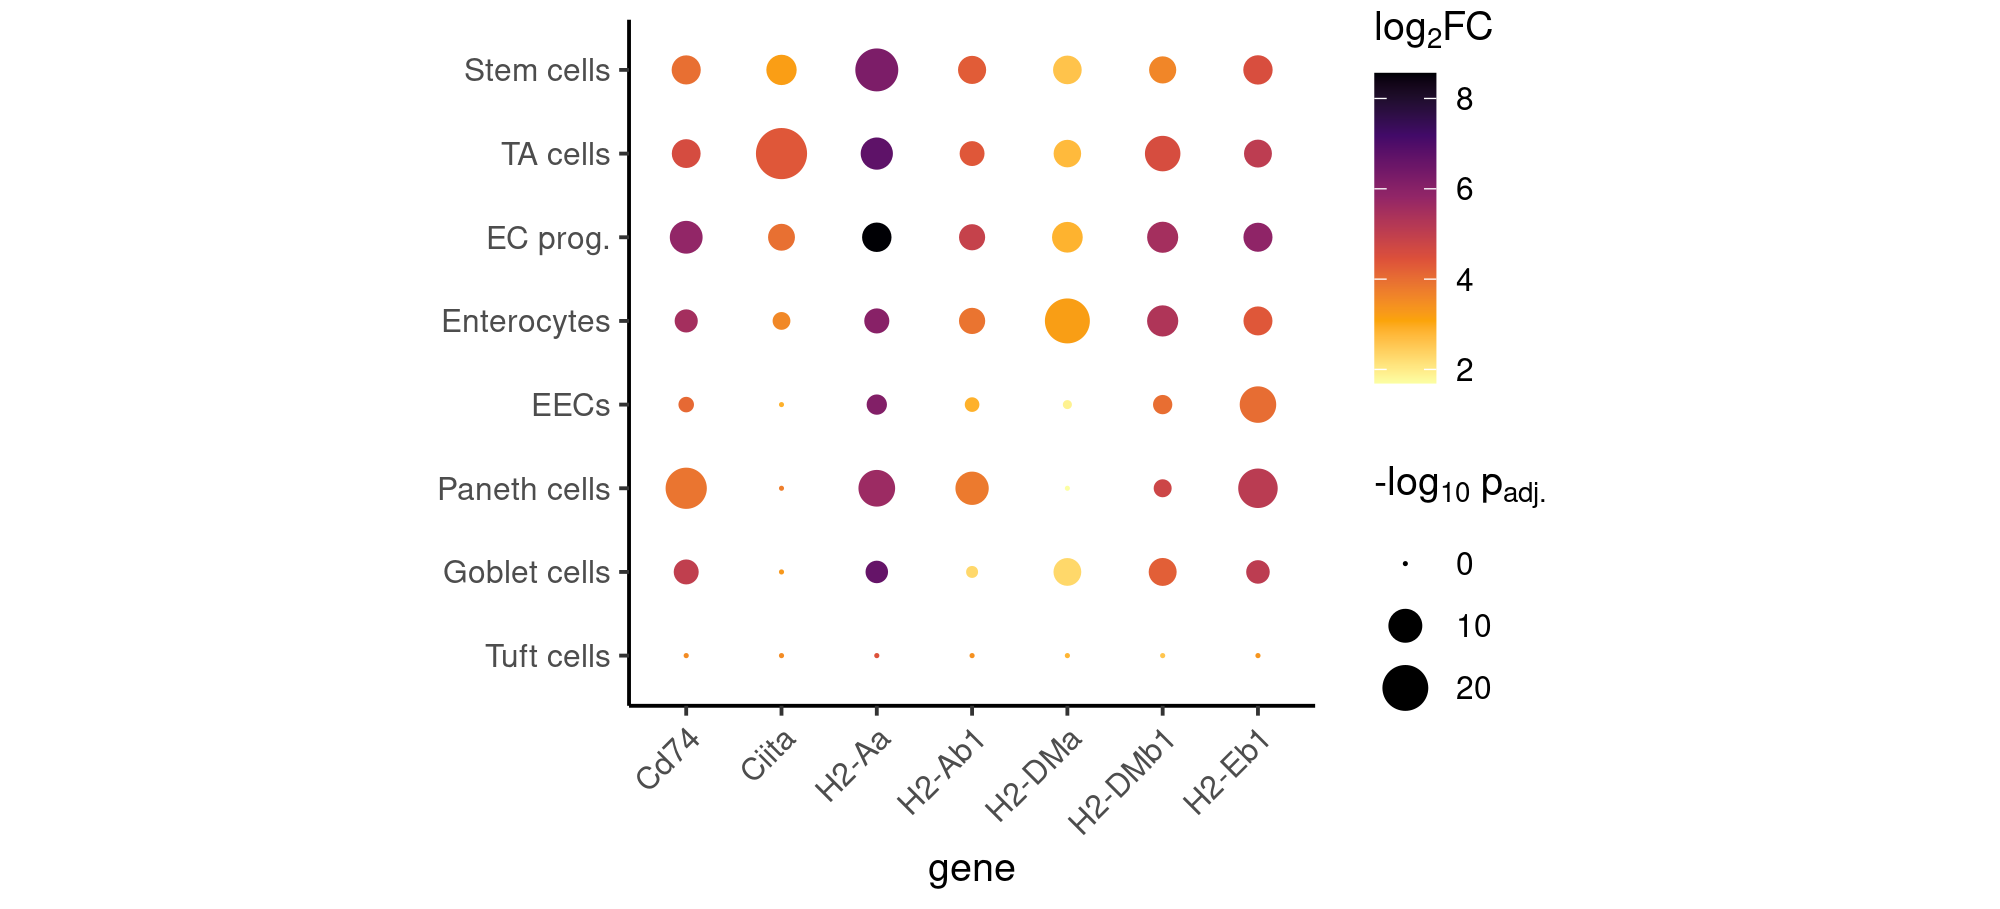 Stem cells
TA cells
EC prog.
Enterocytes
EECs
Paneth cells
Goblet cells
Tuft cells
Cd74
Ciita
H2-Aa
H2-Ab1
H2-DMa
H2-DMb1
H2-Eb1
gene
log₂FC
8
6
4
2
-log₁₀ p_adj.
0
10
20